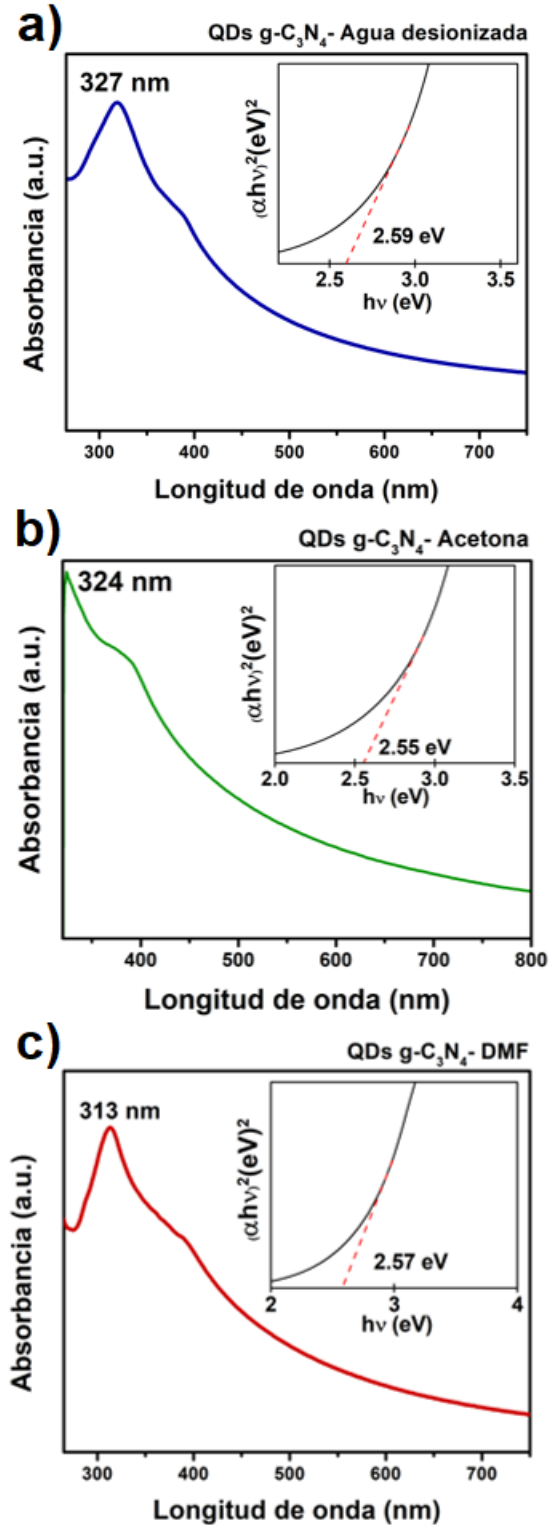 a)
QDs g-C₃N₄- Agua desionizada
327 nm
Absorbancia (a.u.)
(αhν)²(eV)²
2.59 eV
2.5 3.0 3.5
hν (eV)
300 400 500 600 700
Longitud de onda (nm)
b)
QDs g-C₃N₄- Acetona
324 nm
Absorbancia (a.u.)
(αhν)²(eV)²
2.55 eV
2.0 2.5 3.0 3.5
hν (eV)
400 500 600 700 800
Longitud de onda (nm)
c)
QDs g-C₃N₄- DMF
313 nm
Absorbancia (a.u.)
(αhν)²(eV)²
2.57 eV
2 3 4
hν (eV)
300 400 500 600 700
Longitud de onda (nm)